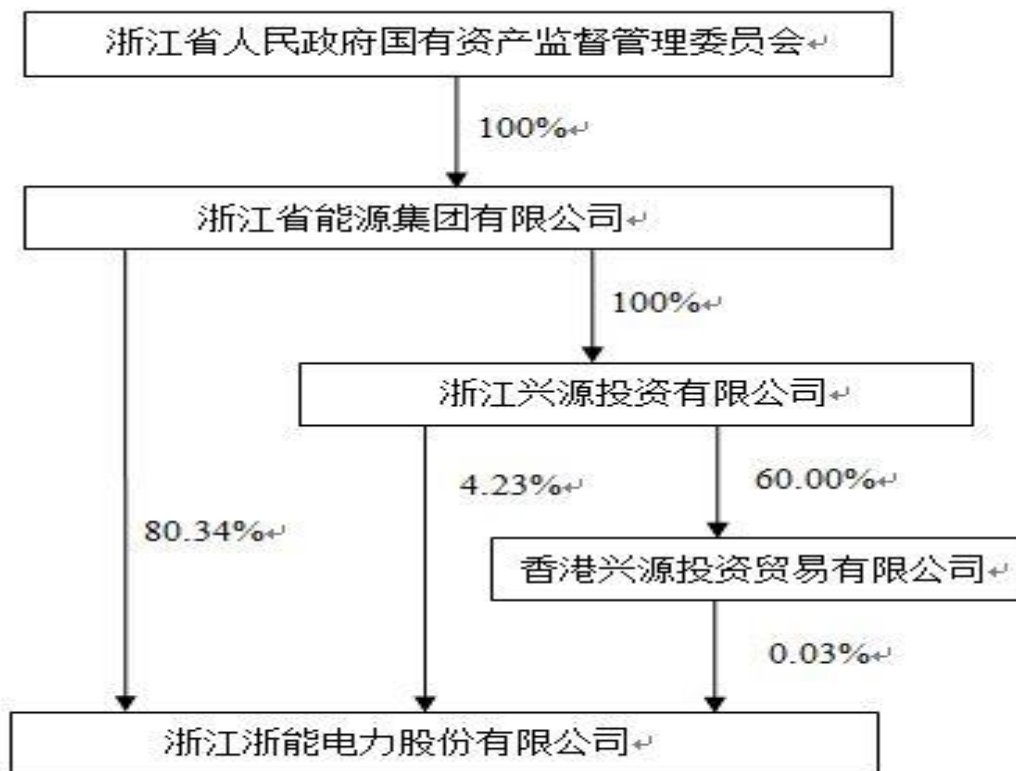 浙江省人民政府国有资产监督管理委员会↵
100%↵
浙江省能源集团有限公司↵
100%↵
浙江兴源投资有限公司↵
4.23%↵
60.00%↵
80.34%↵
香港兴源投资贸易有限公司↵
0.03%↵
浙江浙能电力股份有限公司↵